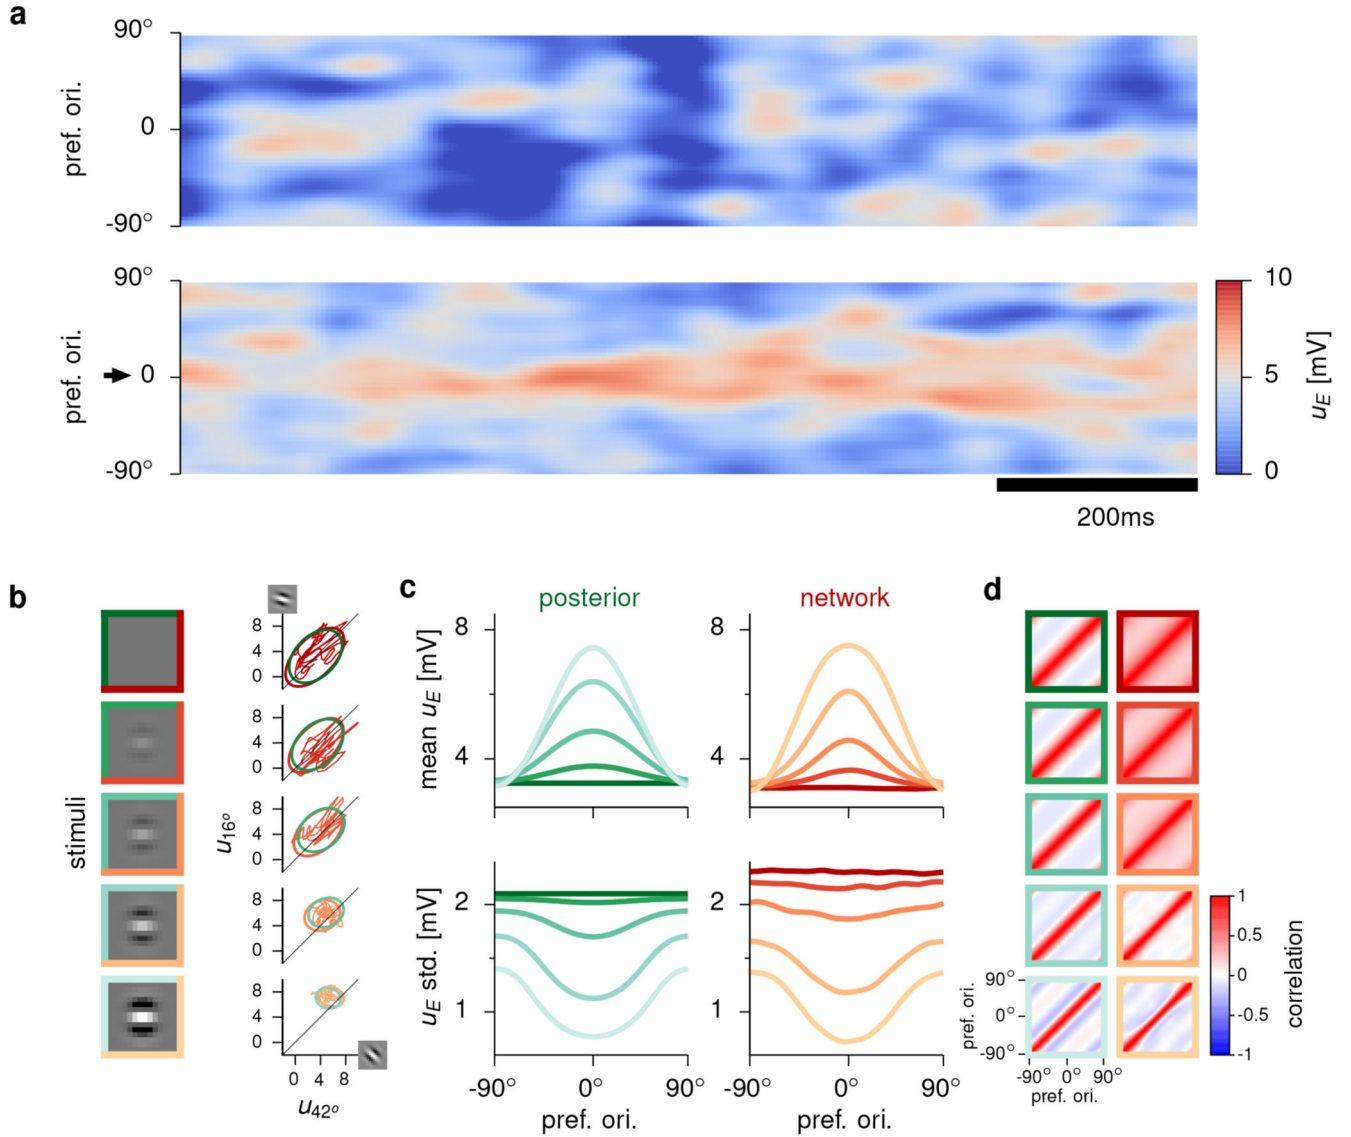 a
90°
0
-90°
pref. ori.
90°
0
-90°
pref. ori.
10
5
0
u_E [mV]
200ms
b
stimuli
8
4
0
8
4
0
8
4
0
8
4
0
8
4
0
0 4 8
u_16°
u_42°
c
posterior
network
8
4
mean u_E [mV]
8
4
2
1
u_E std. [mV]
2
1
-90° 0° 90°
pref. ori.
-90° 0° 90°
pref. ori.
d
90°
0°
-90°
pref. ori.
-90° 0° 90°
pref. ori.
1
0.5
0
-0.5
-1
correlation